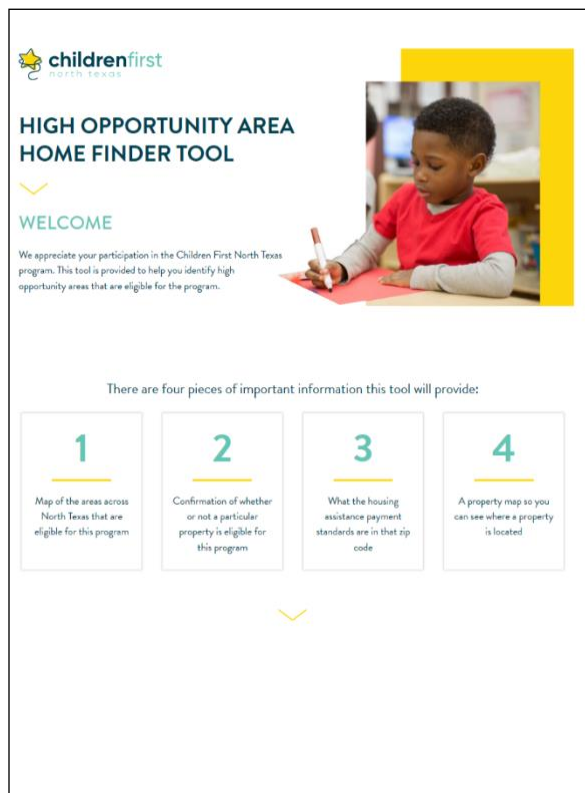 childrenfirst
north texas
HIGH OPPORTUNITY AREA
HOME FINDER TOOL
WELCOME
We appreciate your participation in the Children First North Texas
program. This tool is provided to help you identify high
opportunity areas that are eligible for the program.
There are four pieces of important information this tool will provide:
1
Map of the areas across
North Texas that are
eligible for this program
2
Confirmation of whether
or not a particular
property is eligible for
this program
3
What the housing
assistance payment
standards are in that zip
code
4
A property map so you
can see where a property
is located